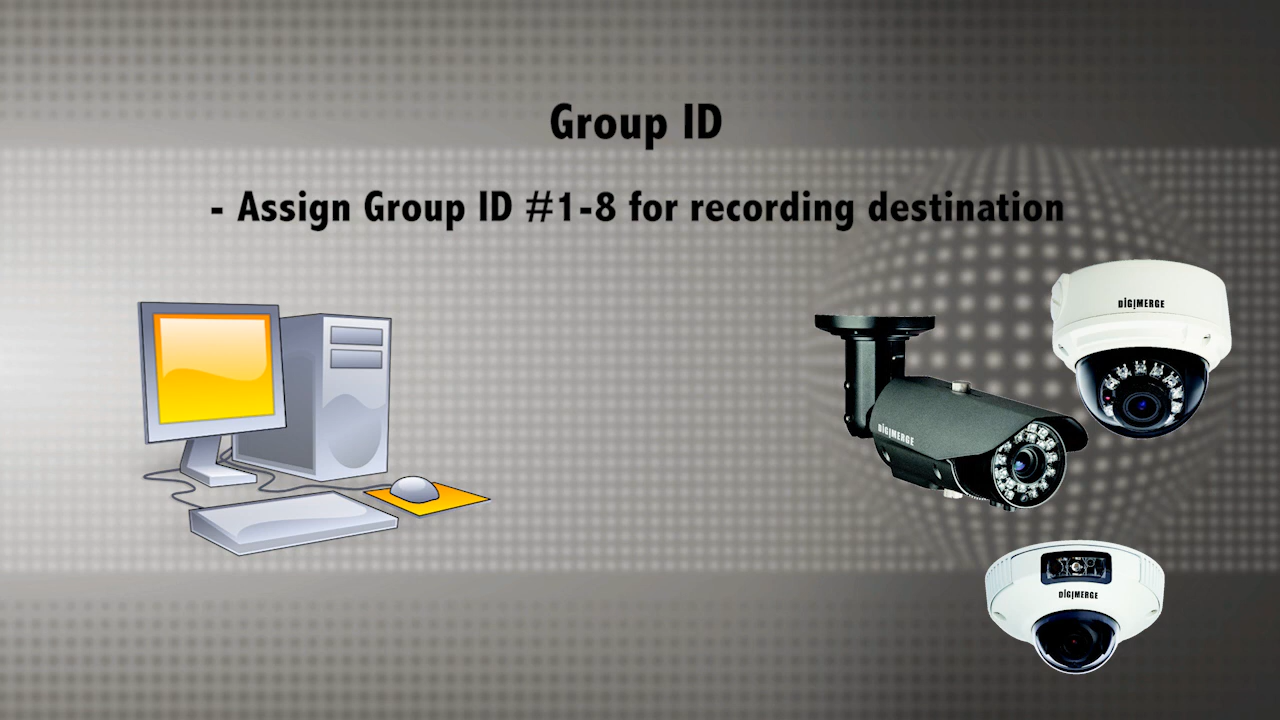 Group ID
- Assign Group ID #1-8 for recording destination
DIGIMERGE
DIGIMERGE
DIGIMERGE